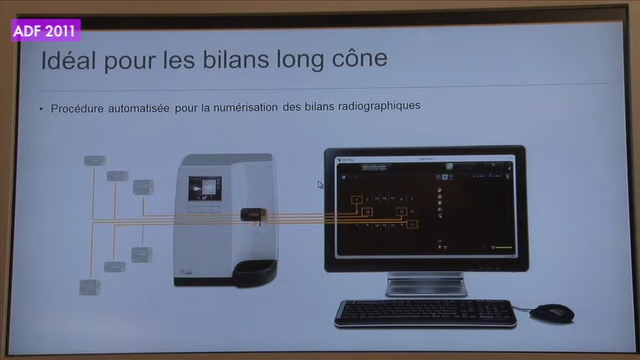 ADF 2011
Idéal pour les bilans long cône
• Procédure automatisée pour la numérisation des bilans radiographiques